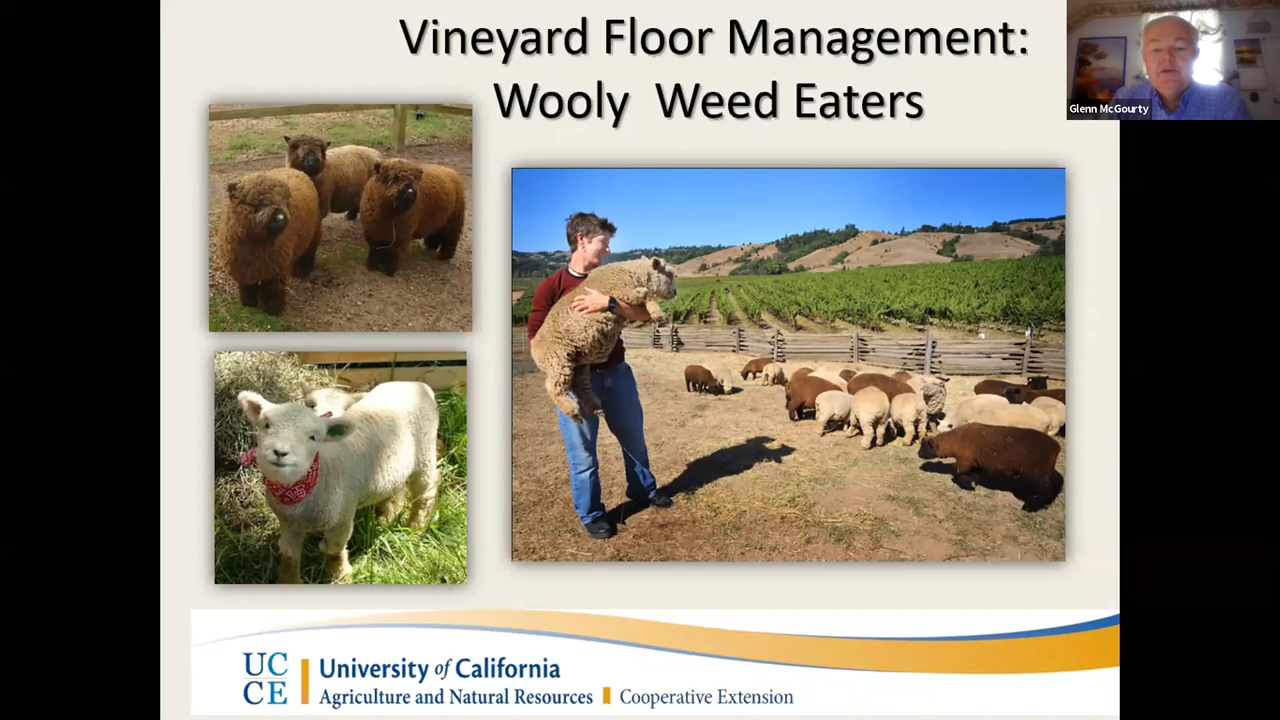 Vineyard Floor Management:
Wooly Weed Eaters
Glenn McGourty
UC
CE
University of California
Agriculture and Natural Resources
Cooperative Extension